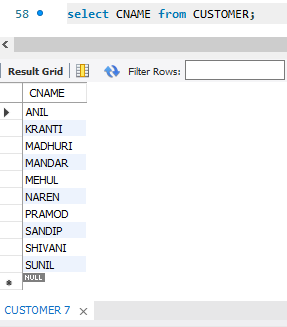 58 select CNAME from CUSTOMER;
Result Grid Filter Rows:
CNAME
ANIL
KRANTI
MADHURI
MANDAR
MEHUL
NAREN
PRAMOD
SANDIP
SHIVANI
SUNIL
NULL
CUSTOMER 7